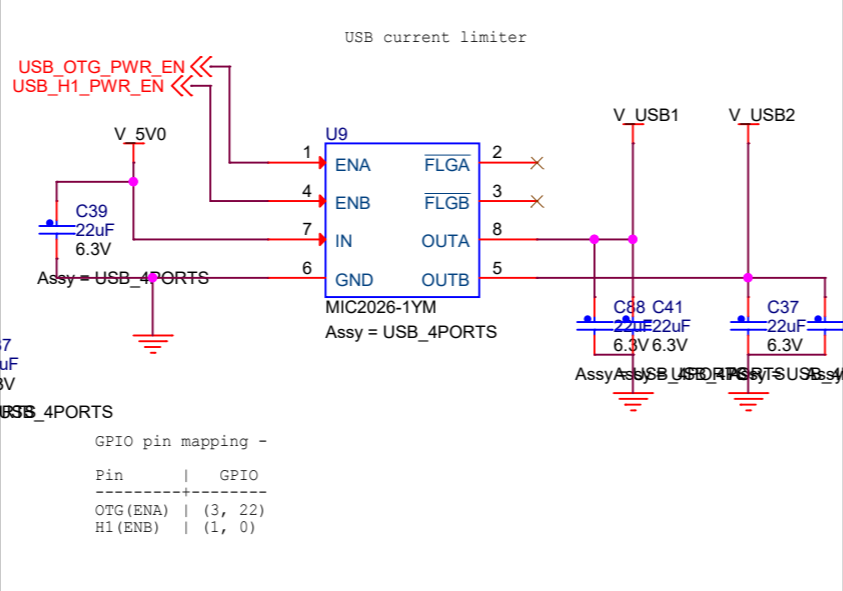 USB current limiter
USB_OTG_PWR_EN
USB_H1_PWR_EN
V_5V0
V_USB1
V_USB2
U9
1 ENA FLGA 2
4 ENB FLGB 3
7 IN OUTA 8
6 GND OUTB 5
MIC2026-1YM
Assy = USB_4PORTS
C39
22uF
6.3V
Assy = USB_4PORTS
C88 C41
22uF 22uF
6.3V 6.3V
C37
22uF
6.3V
GPIO pin mapping -
Pin | GPIO
---------+--------
OTG(ENA) | (3, 22)
H1(ENB) | (1, 0)